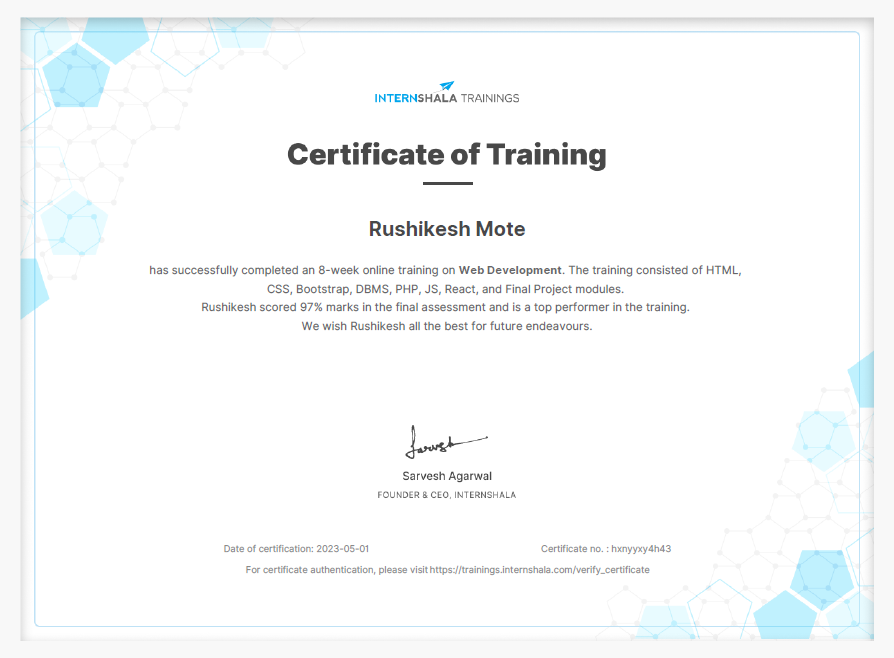 INTERNSHALA TRAININGS
Certificate of Training
Rushikesh Mote
has successfully completed an 8-week online training on Web Development. The training consisted of HTML,
CSS, Bootstrap, DBMS, PHP, JS, React, and Final Project modules.
Rushikesh scored 97% marks in the final assessment and is a top performer in the training.
We wish Rushikesh all the best for future endeavours.
Sarvesh
Sarvesh Agarwal
FOUNDER & CEO, INTERNSHALA
Date of certification: 2023-05-01 Certificate no. : hxnyyxy4h43
For certificate authentication, please visit https://trainings.internshala.com/verify_certificate